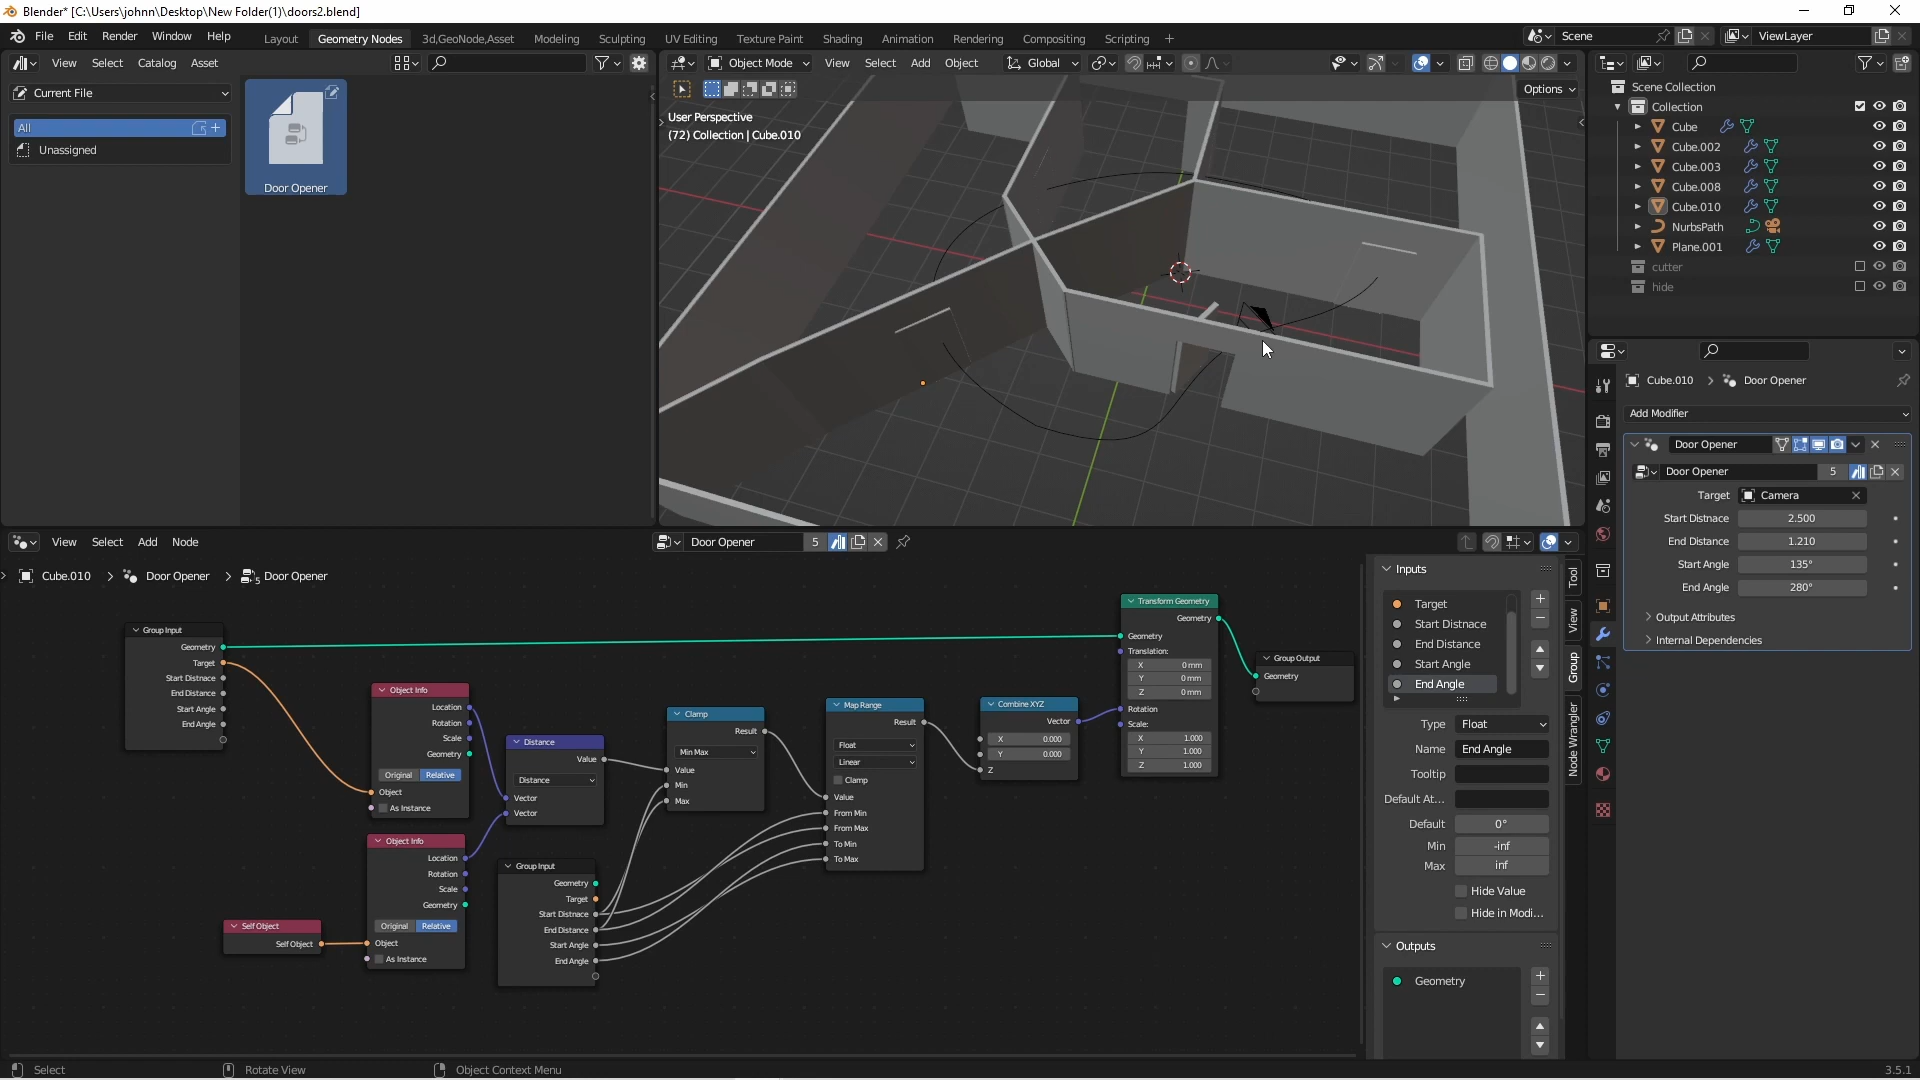 Blender* [C:\Users\johnn\Desktop\New Folder(1)\doors2.blend]
File Edit Render Window Help
Layout Geometry Nodes 3d,GeoNode,Asset Modeling Sculpting UV Editing Texture Paint Shading Animation Rendering Compositing Scripting +
Scene
ViewLayer
View Select Catalog Asset
Current File
All
Unassigned
Door Opener
Object Mode View Select Add Object Global
Options
User Perspective
(72) Collection | Cube.010
Scene Collection
Collection
Cube
Cube.002
Cube.003
Cube.008
Cube.010
NurbsPath
Plane.001
cutter
hide
Cube.010 > Door Opener
Add Modifier
Door Opener
Door Opener 5
Target Camera
Start Distnace 2.500
End Distance 1.210
Start Angle 135°
End Angle 280°
Output Attributes
Internal Dependencies
View Select Add Node
Door Opener 5
Cube.010 > Door Opener > 5 Door Opener
Group Input
Geometry
Target
Start Distnace
End Distance
Start Angle
End Angle
Object Info
Location
Rotation
Scale
Geometry
Original Relative
Object
As Instance
Object Info
Location
Rotation
Scale
Geometry
Original Relative
Object
As Instance
Self Object
Self Object
Distance
Value
Distance
Vector
Vector
Group Input
Geometry
Target
Start Distnace
End Distance
Start Angle
End Angle
Clamp
Result
Min Max
Value
Min
Max
Map Range
Result
Float
Linear
Clamp
Value
From Min
From Max
To Min
To Max
Combine XYZ
Vector
X 0.000
Y 0.000
Z
Transform Geometry
Geometry
Geometry
Translation:
X 0 mm
Y 0 mm
Z 0 mm
Rotation
Scale:
X 1.000
Y 1.000
Z 1.000
Group Output
Geometry
Inputs
Target
Start Distnace
End Distance
Start Angle
End Angle
Type Float
Name End Angle
Tooltip
Default At...
Default 0°
Min -inf
Max inf
Hide Value
Hide in Modi...
Outputs
Geometry
Tool
View
Group
Node Wrangler
Select
Rotate View
Object Context Menu
3.5.1